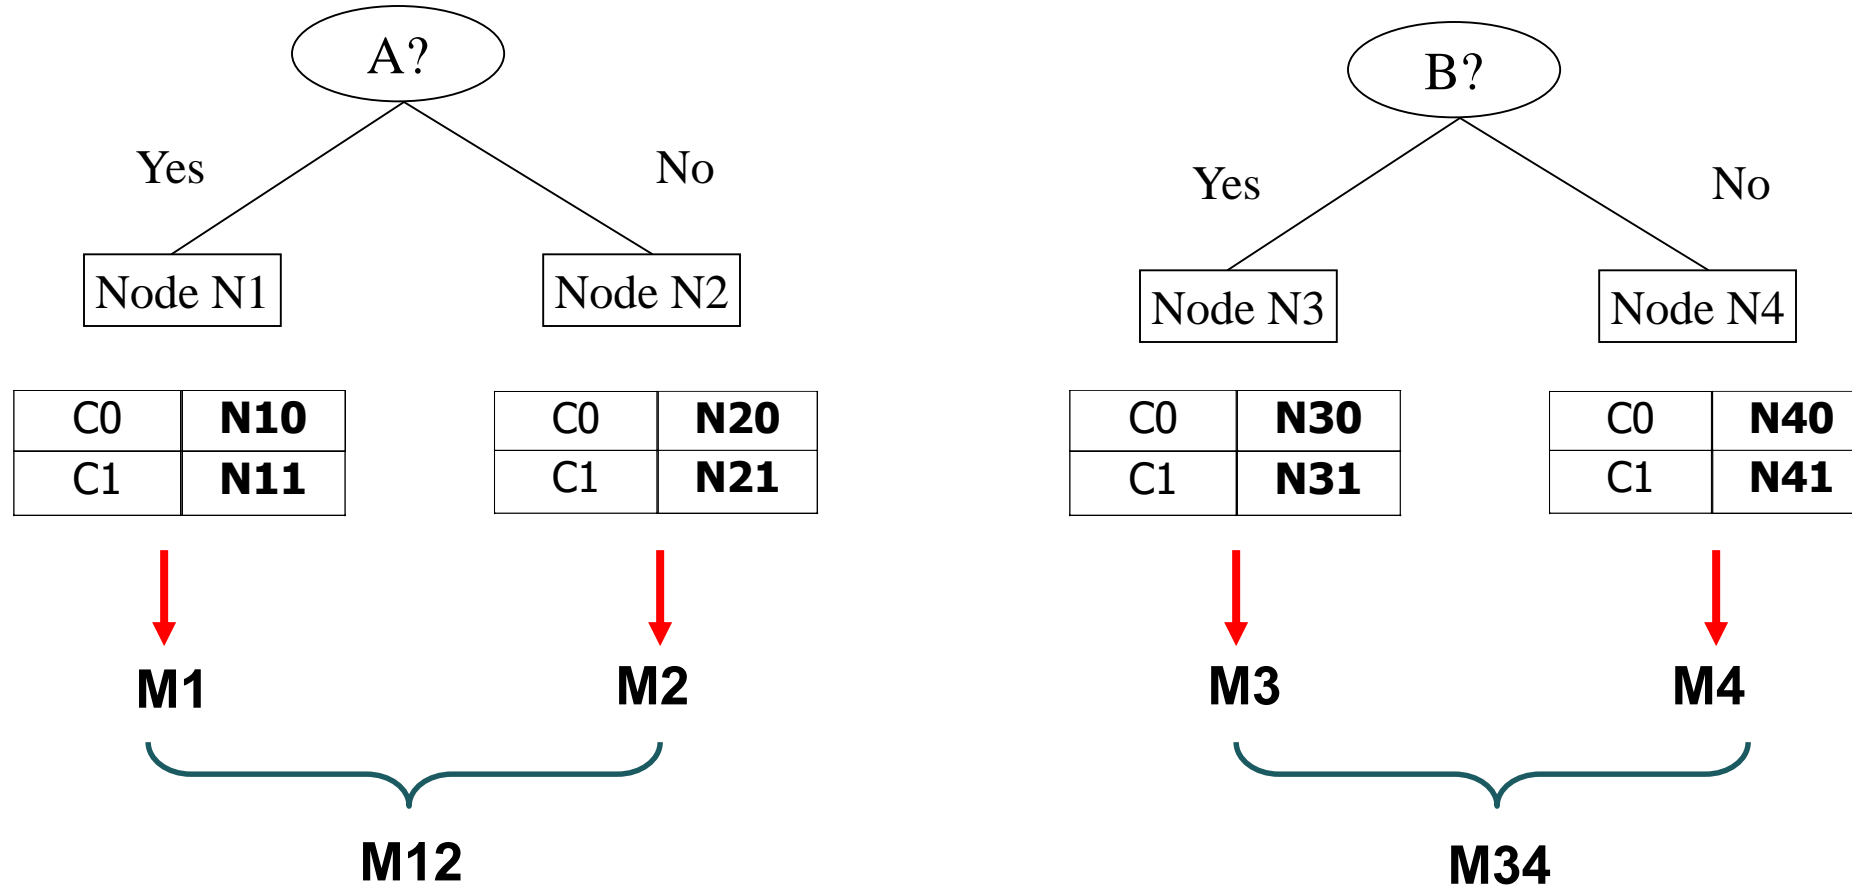 A?
B?
Yes No
Yes No
Node N1 Node N2
Node N3 Node N4
C0 N10
C1 N11
C0 N20
C1 N21
C0 N30
C1 N31
C0 N40
C1 N41
M1 M2
M3 M4
M12
M34